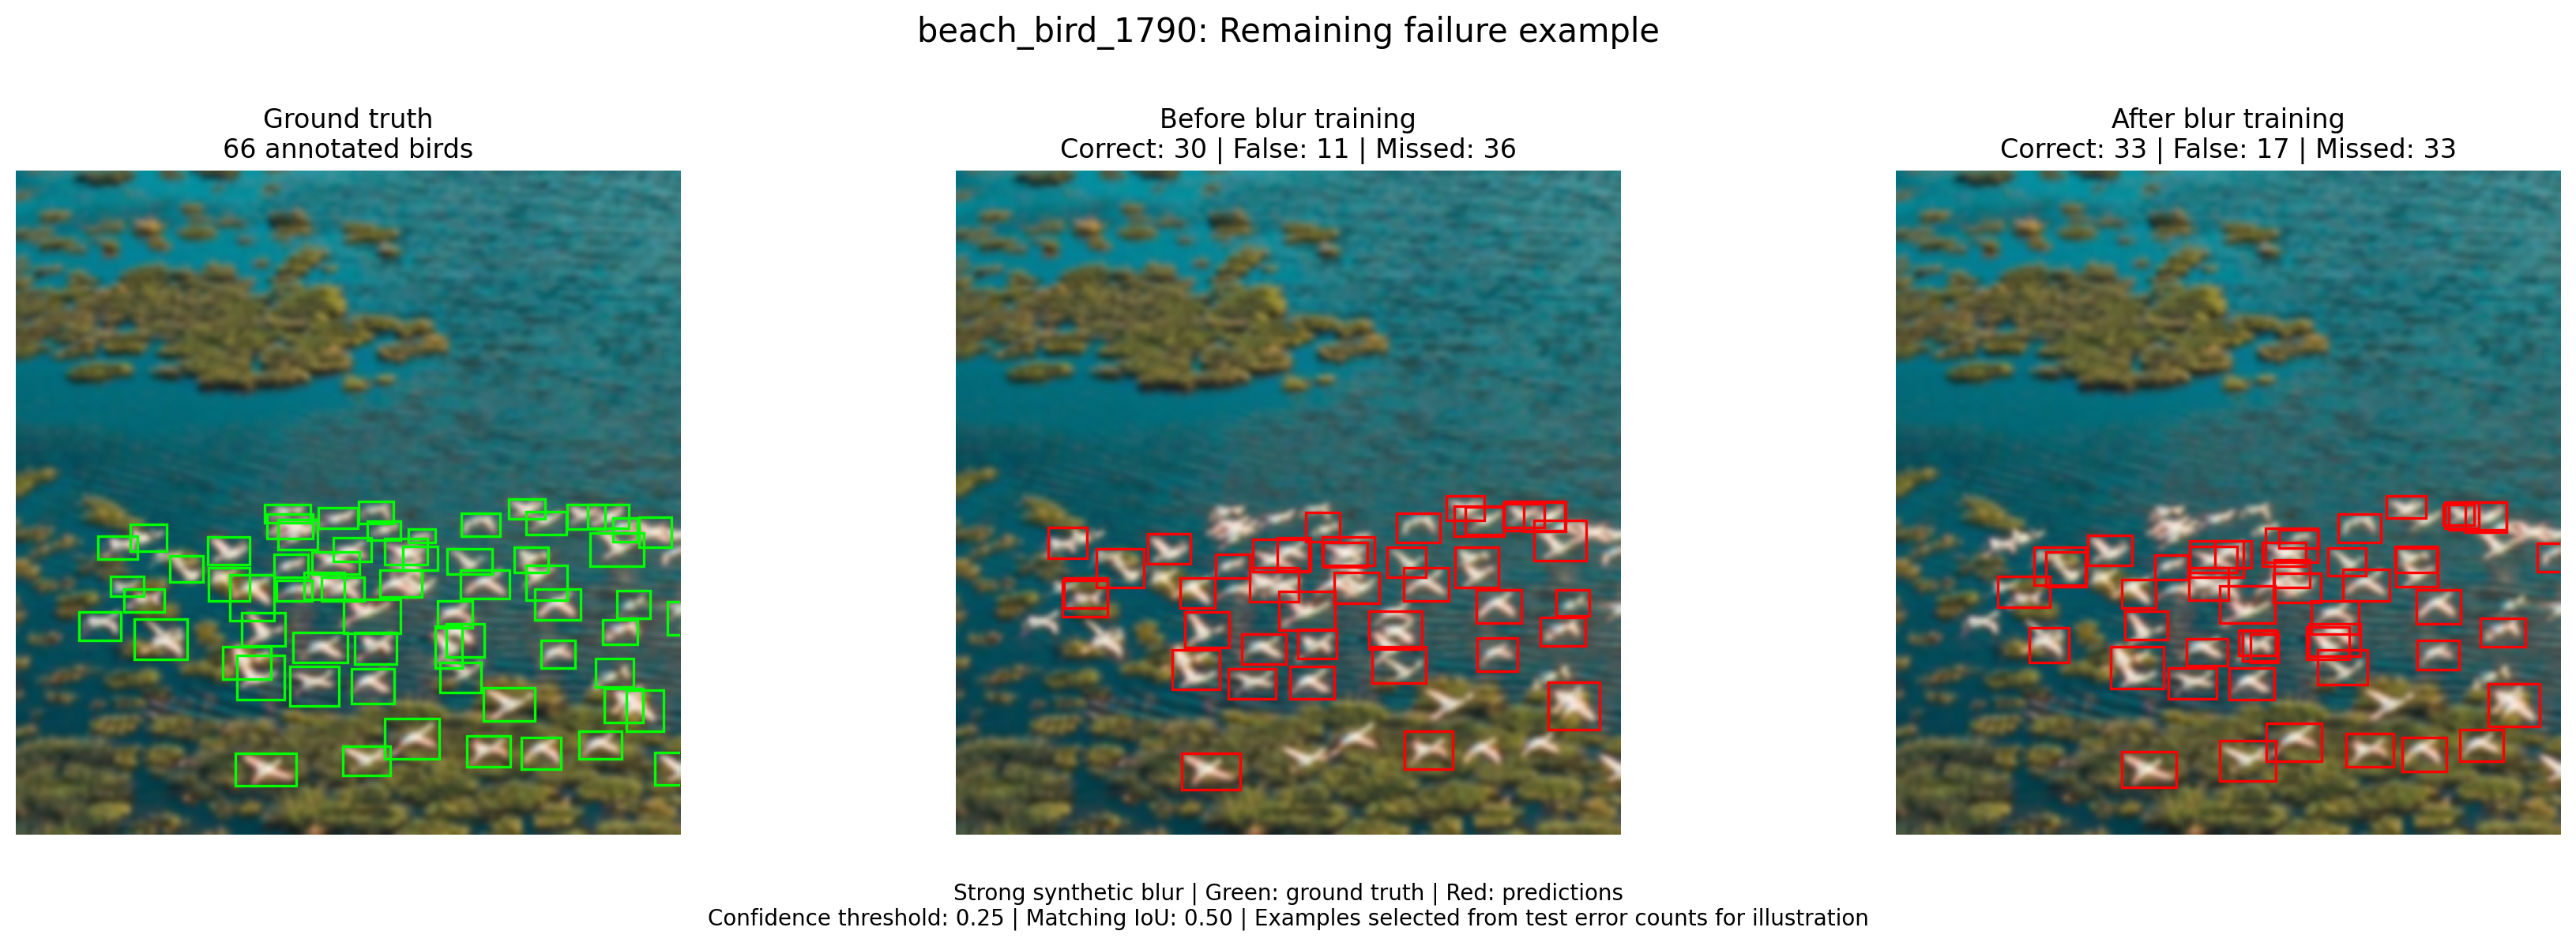 beach_bird_1790: Remaining failure example
Ground truth
66 annotated birds
Before blur training
Correct: 30 | False: 11 | Missed: 36
After blur training
Correct: 33 | False: 17 | Missed: 33
Strong synthetic blur | Green: ground truth | Red: predictions
Confidence threshold: 0.25 | Matching IoU: 0.50 | Examples selected from test error counts for illustration